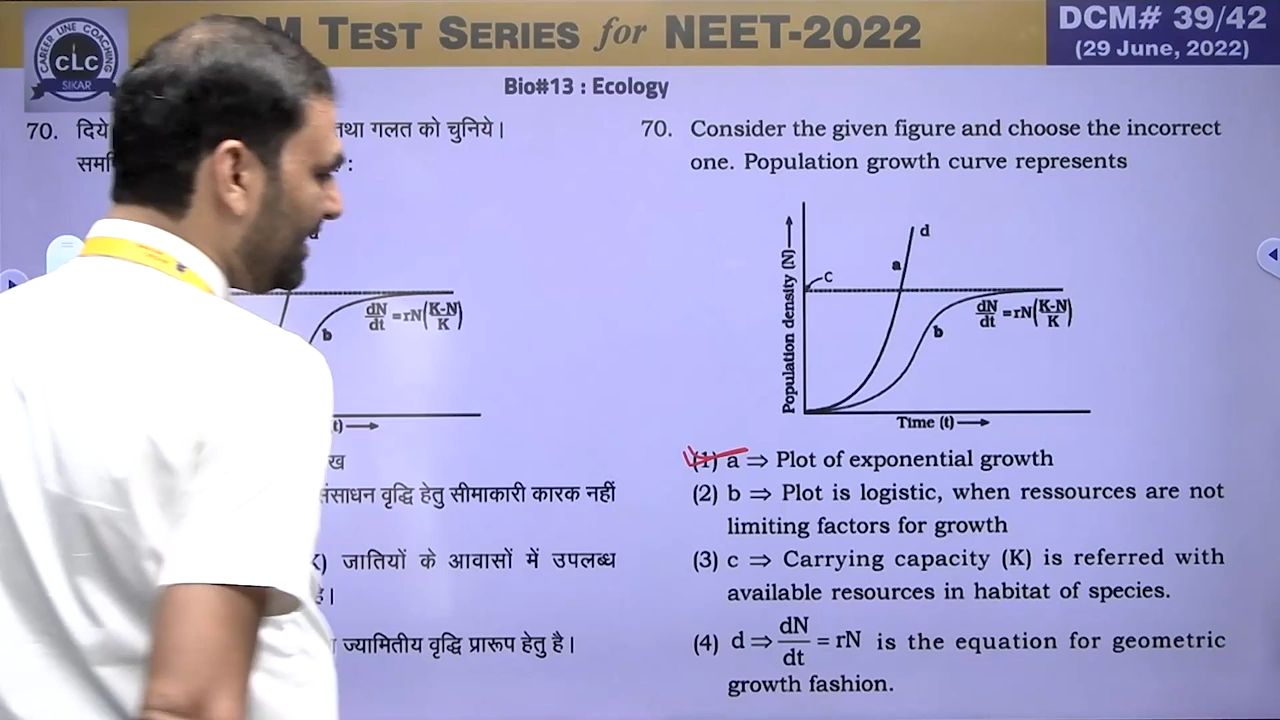 CAREER LINE COACHING
CLC
SIKAR
TEST SERIES for NEET-2022
DCM# 39/42
(29 June, 2022)
Bio#13 : Ecology
70. दिये तथा गलत को चुनिये।
:
b
dN/dt = rN(K-N/K)
t)
संसाधन वृद्धि हेतु सीमाकारी कारक नहीं
जातियों के आवासों में उपलब्ध
ज्यामितीय वृद्धि प्रारूप हेतु है।
70. Consider the given figure and choose the incorrect
one. Population growth curve represents
Population density (N)
C
a
d
b
dN/dt = rN(K-N/K)
Time (t)
(1) a ⇒ Plot of exponential growth
(2) b ⇒ Plot is logistic, when ressources are not
limiting factors for growth
(3) c ⇒ Carrying capacity (K) is referred with
available resources in habitat of species.
(4) d ⇒ dN/dt = rN is the equation for geometric
growth fashion.